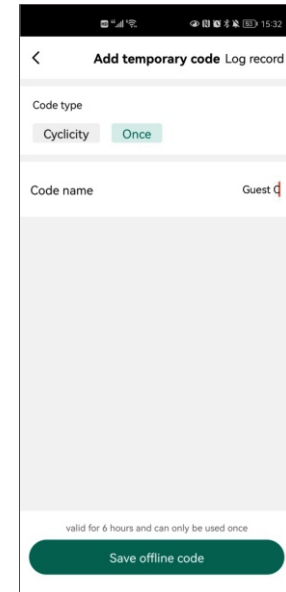 15:32
Add temporary code Log record
Code type
Cyclicity Once
Code name Guest C
valid for 6 hours and can only be used once
Save offline code